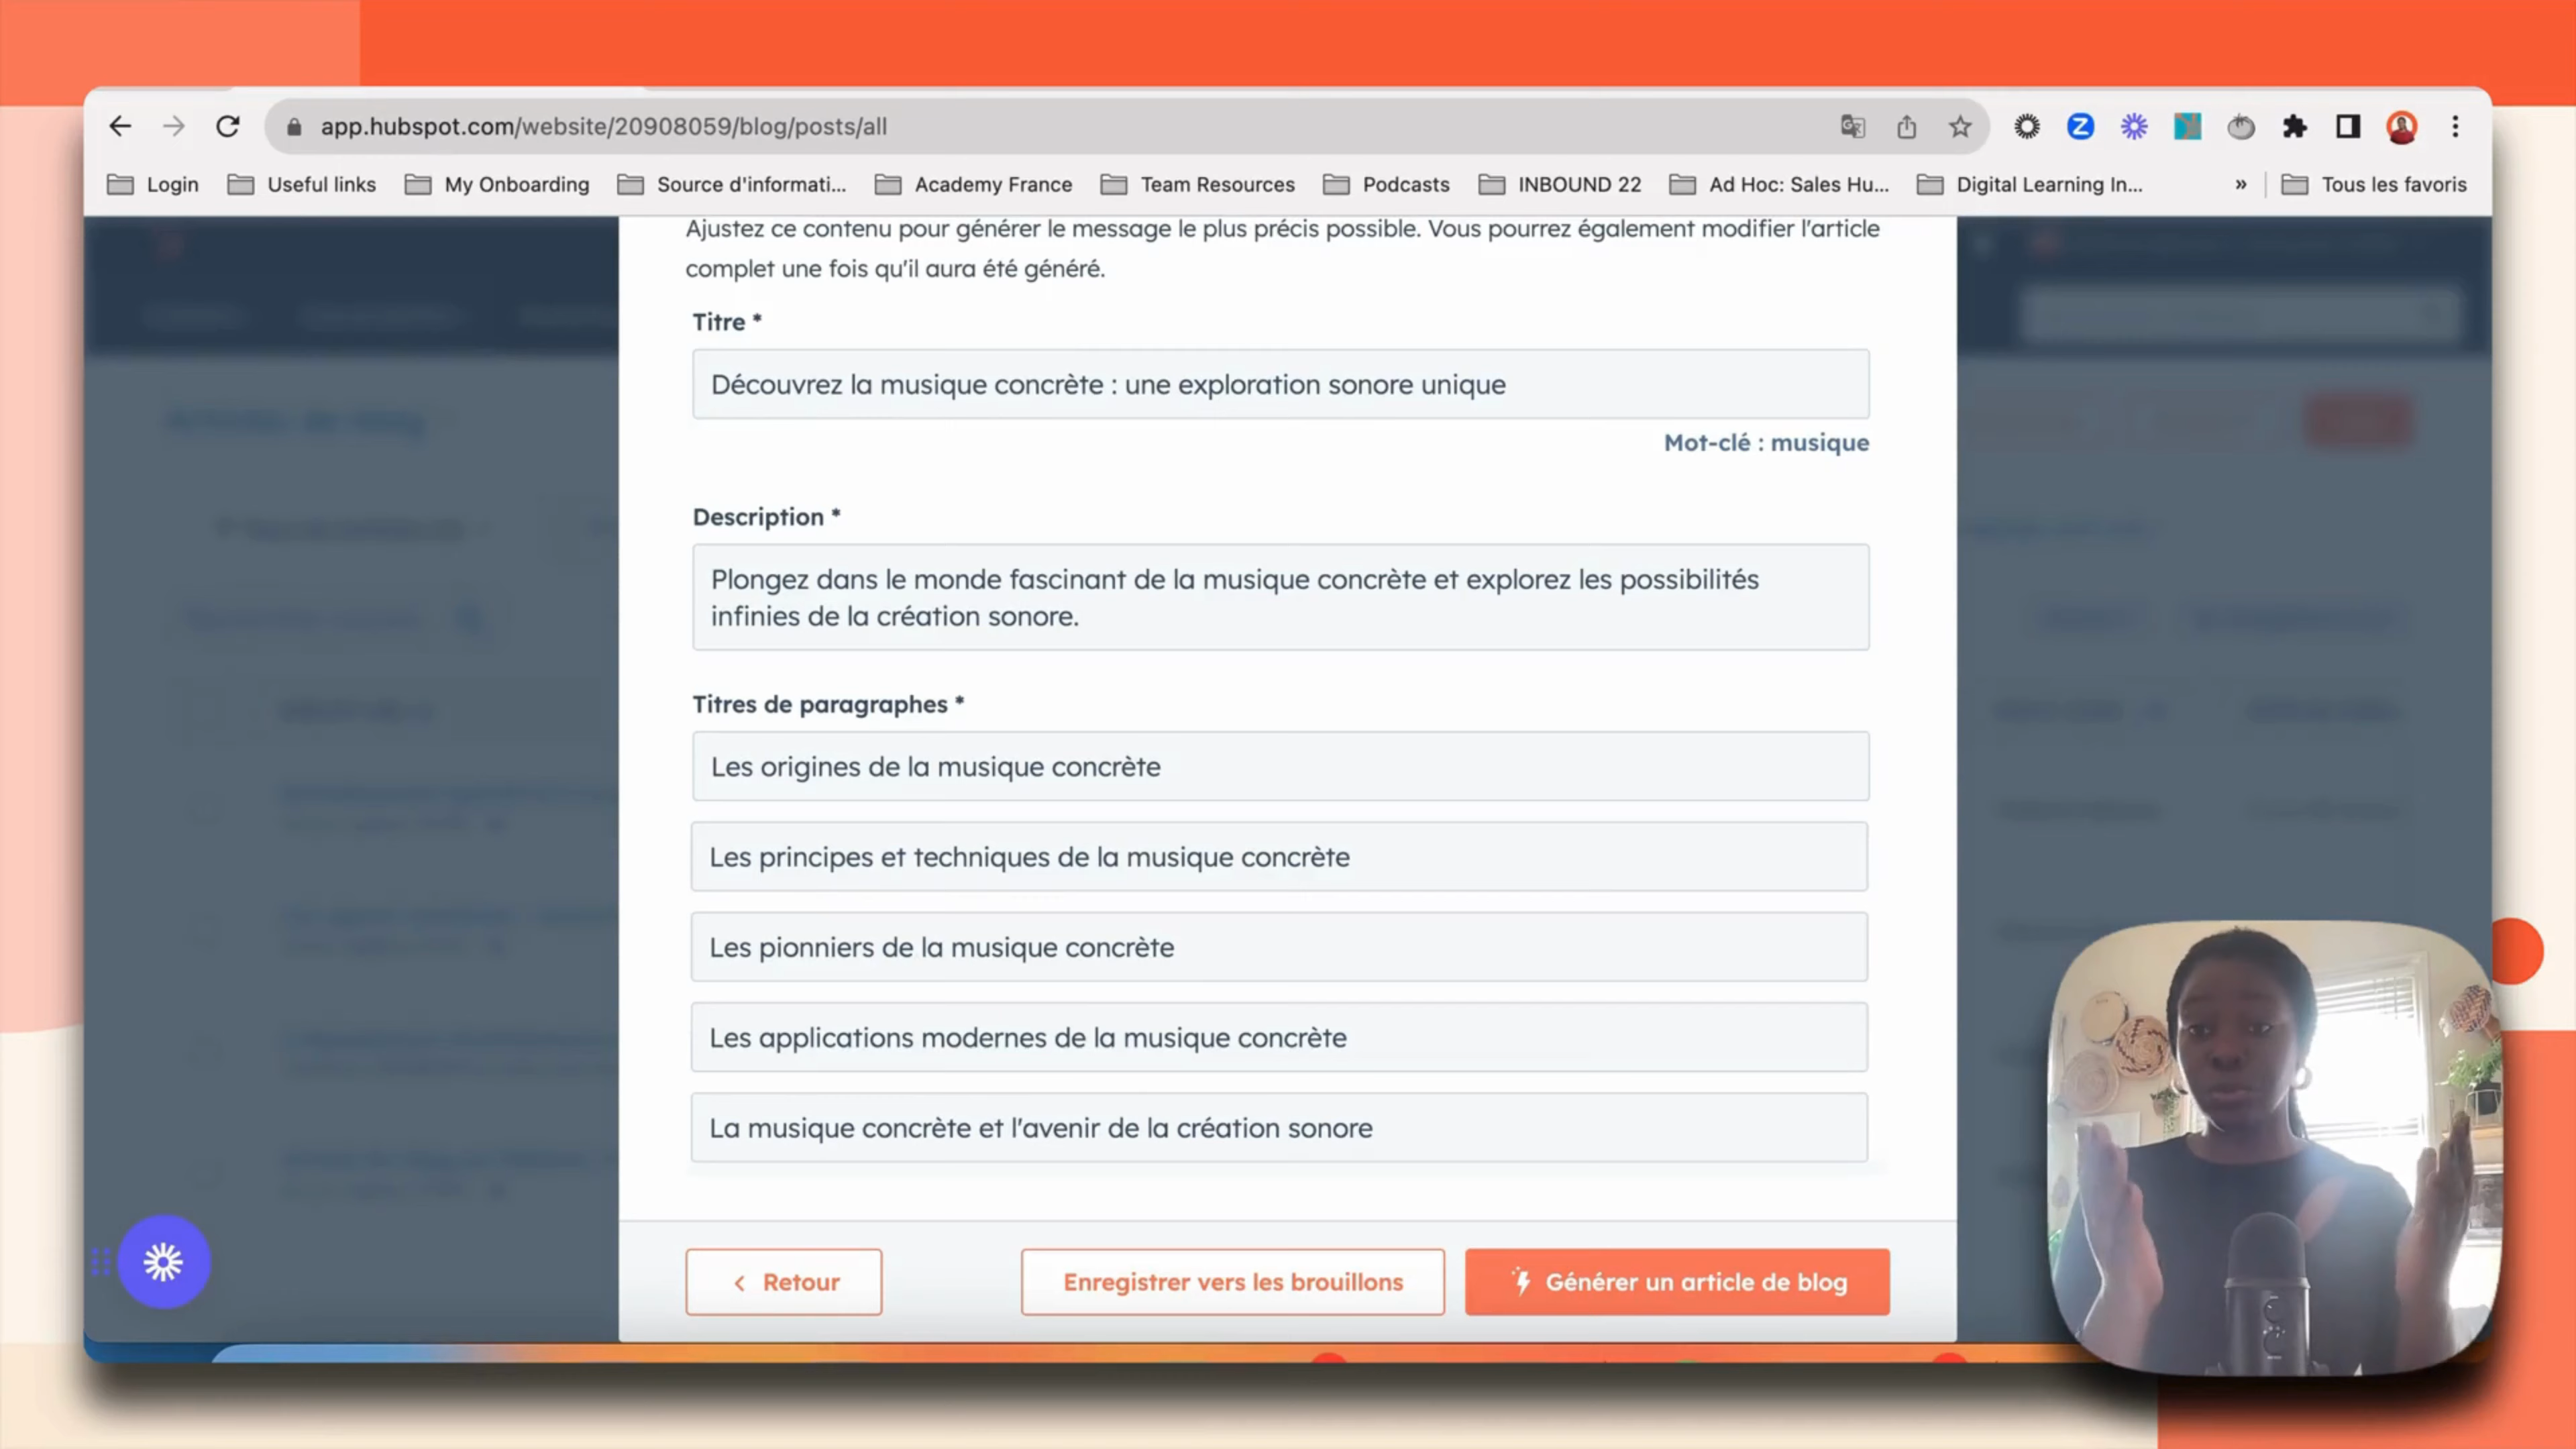 app.hubspot.com/website/20908059/blog/posts/all
Login
Useful links
My Onboarding
Source d'informati...
Academy France
Team Resources
Podcasts
INBOUND 22
Ad Hoc: Sales Hu...
Digital Learning In...
»
Tous les favoris
Ajustez ce contenu pour générer le message le plus précis possible. Vous pourrez également modifier l'article
complet une fois qu'il aura été généré.
Titre *
Découvrez la musique concrète : une exploration sonore unique
Mot-clé : musique
Description *
Plongez dans le monde fascinant de la musique concrète et explorez les possibilités
infinies de la création sonore.
Titres de paragraphes *
Les origines de la musique concrète
Les principes et techniques de la musique concrète
Les pionniers de la musique concrète
Les applications modernes de la musique concrète
La musique concrète et l'avenir de la création sonore
Retour
Enregistrer vers les brouillons
Générer un article de blog